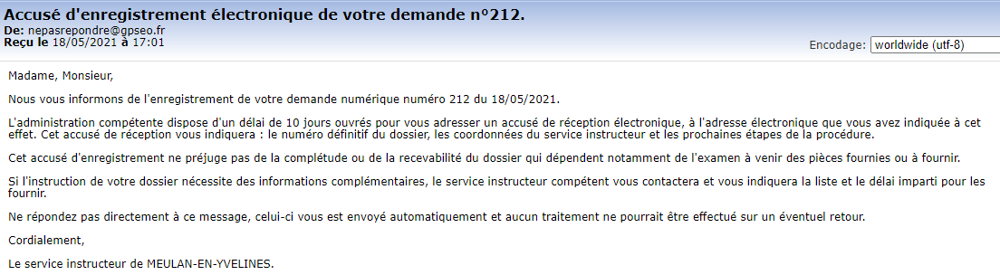 Accusé d'enregistrement électronique de votre demande n°212.
De: nepasrepondre@gpseo.fr
Reçu le 18/05/2021 à 17:01
Encodage: worldwide (utf-8)
Madame, Monsieur,
Nous vous informons de l'enregistrement de votre demande numérique numéro 212 du 18/05/2021.
L'administration compétente dispose d'un délai de 10 jours ouvrés pour vous adresser un accusé de réception électronique, à l'adresse électronique que vous avez indiquée à cet
effet. Cet accusé de réception vous indiquera : le numéro définitif du dossier, les coordonnées du service instructeur et les prochaines étapes de la procédure.
Cet accusé d'enregistrement ne préjuge pas de la complétude ou de la recevabilité du dossier qui dépendent notamment de l'examen à venir des pièces fournies ou à fournir.
Si l'instruction de votre dossier nécessite des informations complémentaires, le service instructeur compétent vous contactera et vous indiquera la liste et le délai imparti pour les
fournir.
Ne répondez pas directement à ce message, celui-ci vous est envoyé automatiquement et aucun traitement ne pourrait être effectué sur un éventuel retour.
Cordialement,
Le service instructeur de MEULAN-EN-YVELINES.